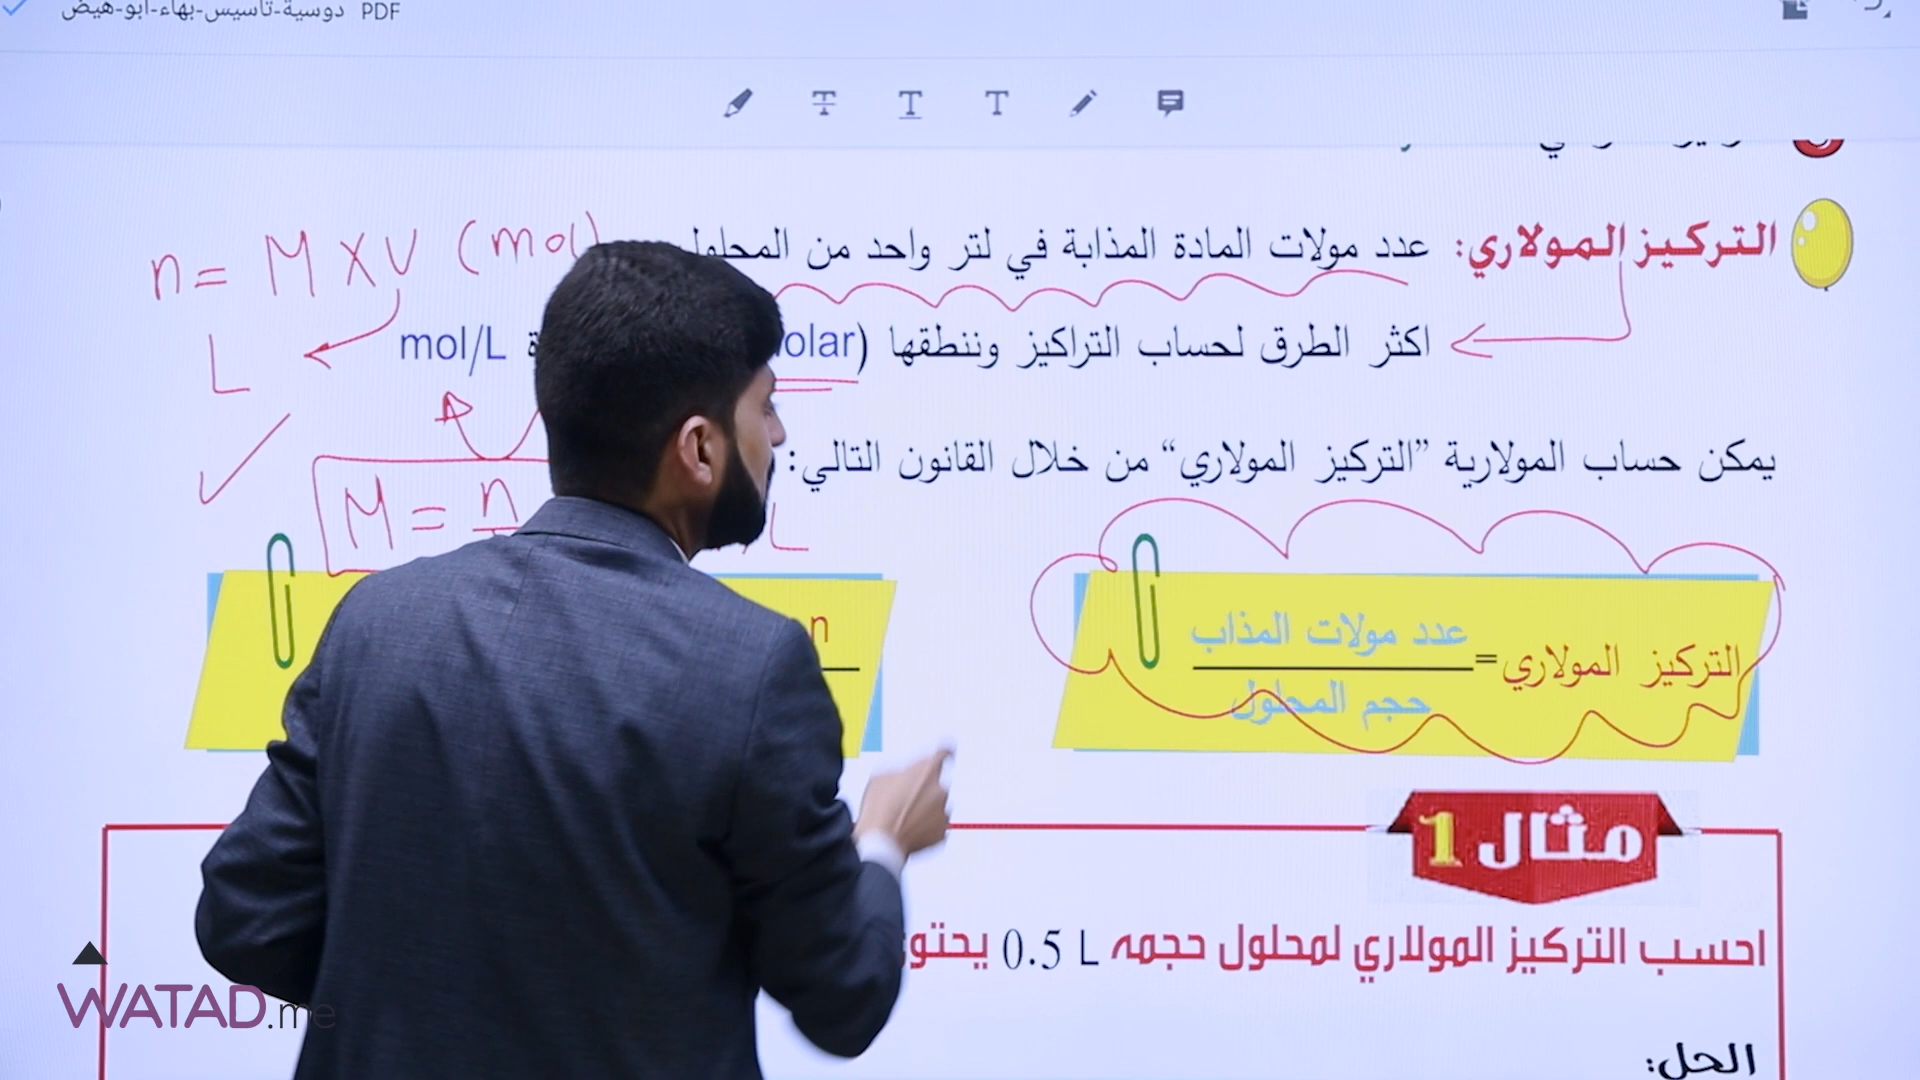 دوسية-تاسيس-بهاء-ابو-هيض PDF
التركيز المولاري: عدد مولات المادة المذابة في لتر واحد من المحلول
n = M X V (mol)
اكثر الطرق لحساب التراكيز وننطقها (olar
mol/L
L
يمكن حساب المولارية "التركيز المولاري" من خلال القانون التالي:
M = n
L
التركيز المولاري= عدد مولات المذاب
حجم المحلول
n
مثال 1
احسب التركيز المولاري لمحلول حجمه 0.5 L
الحل:
WATAD.me